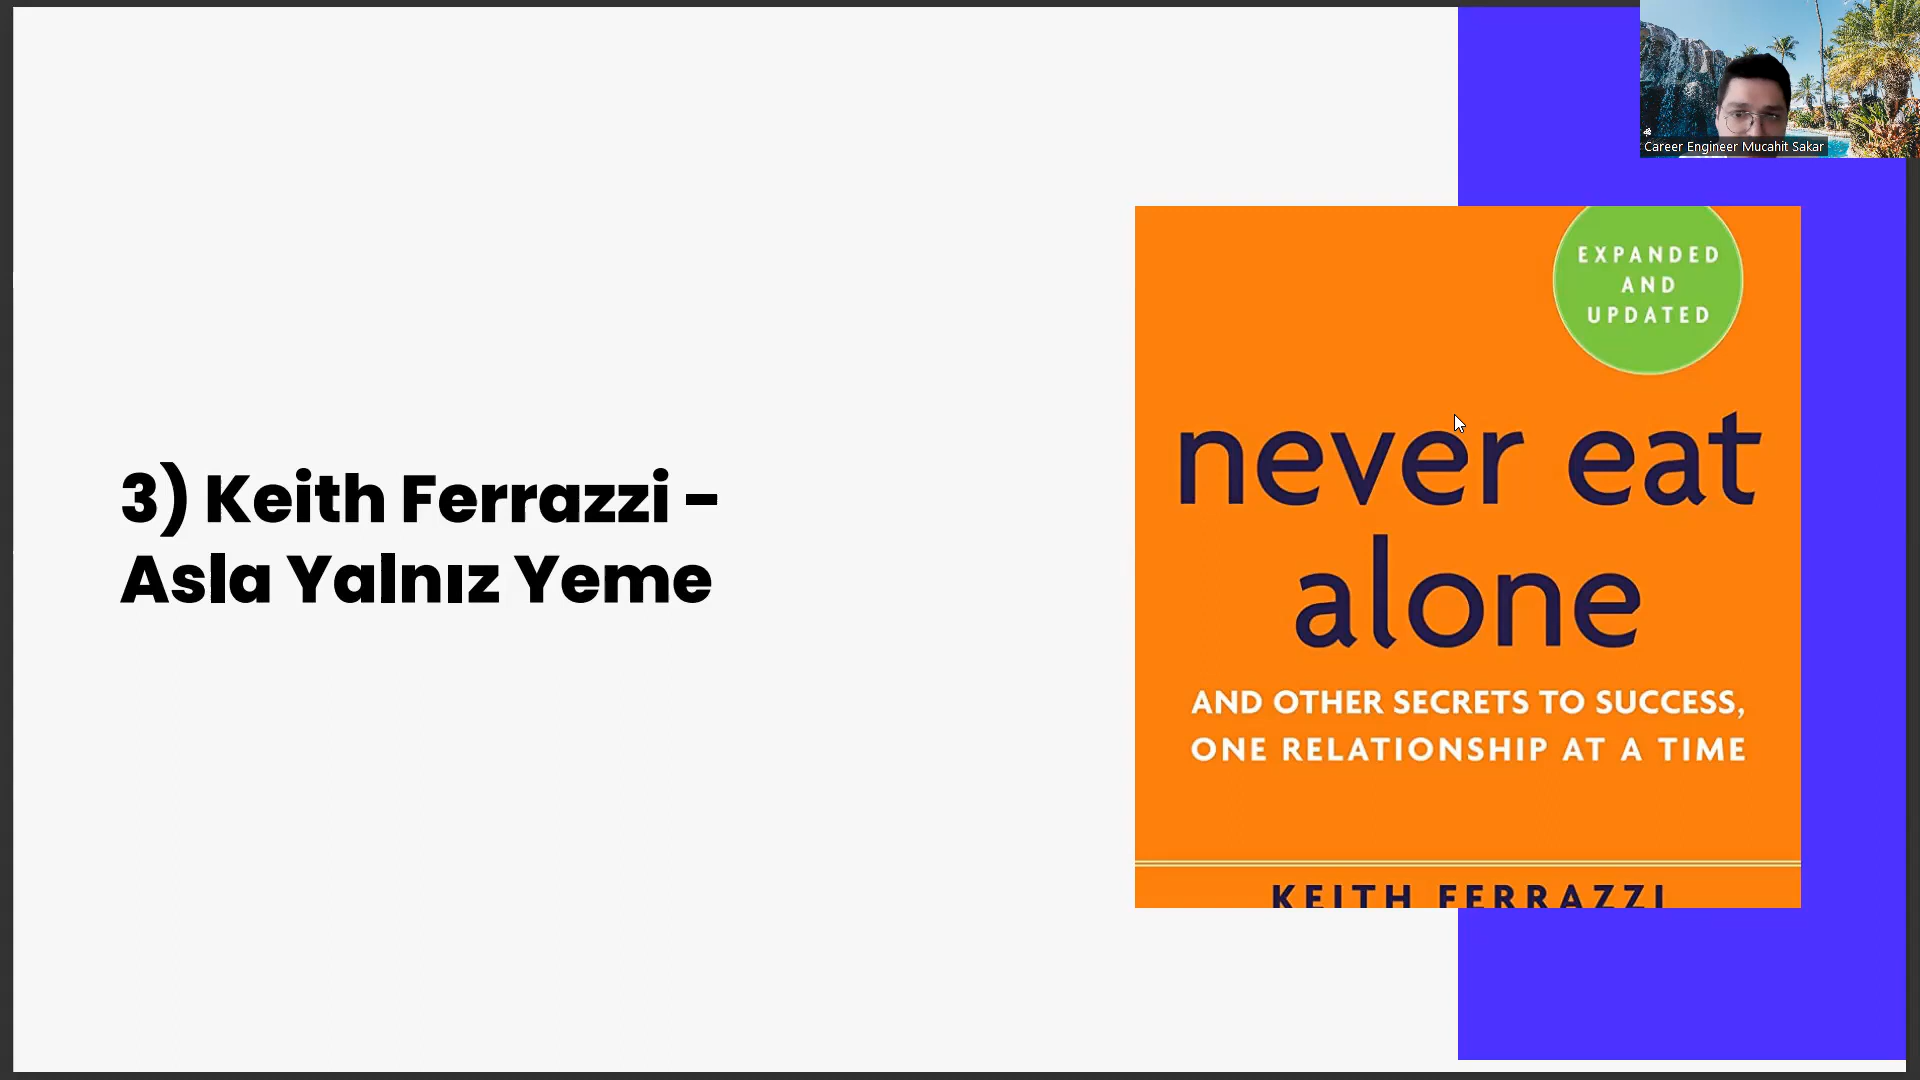 Career Engineer Mucahit Sakar
3) Keith Ferrazzi –
Asla Yalnız Yeme
EXPANDED
AND
UPDATED
never eat
alone
AND OTHER SECRETS TO SUCCESS,
ONE RELATIONSHIP AT A TIME
KEITH FERRAZZI